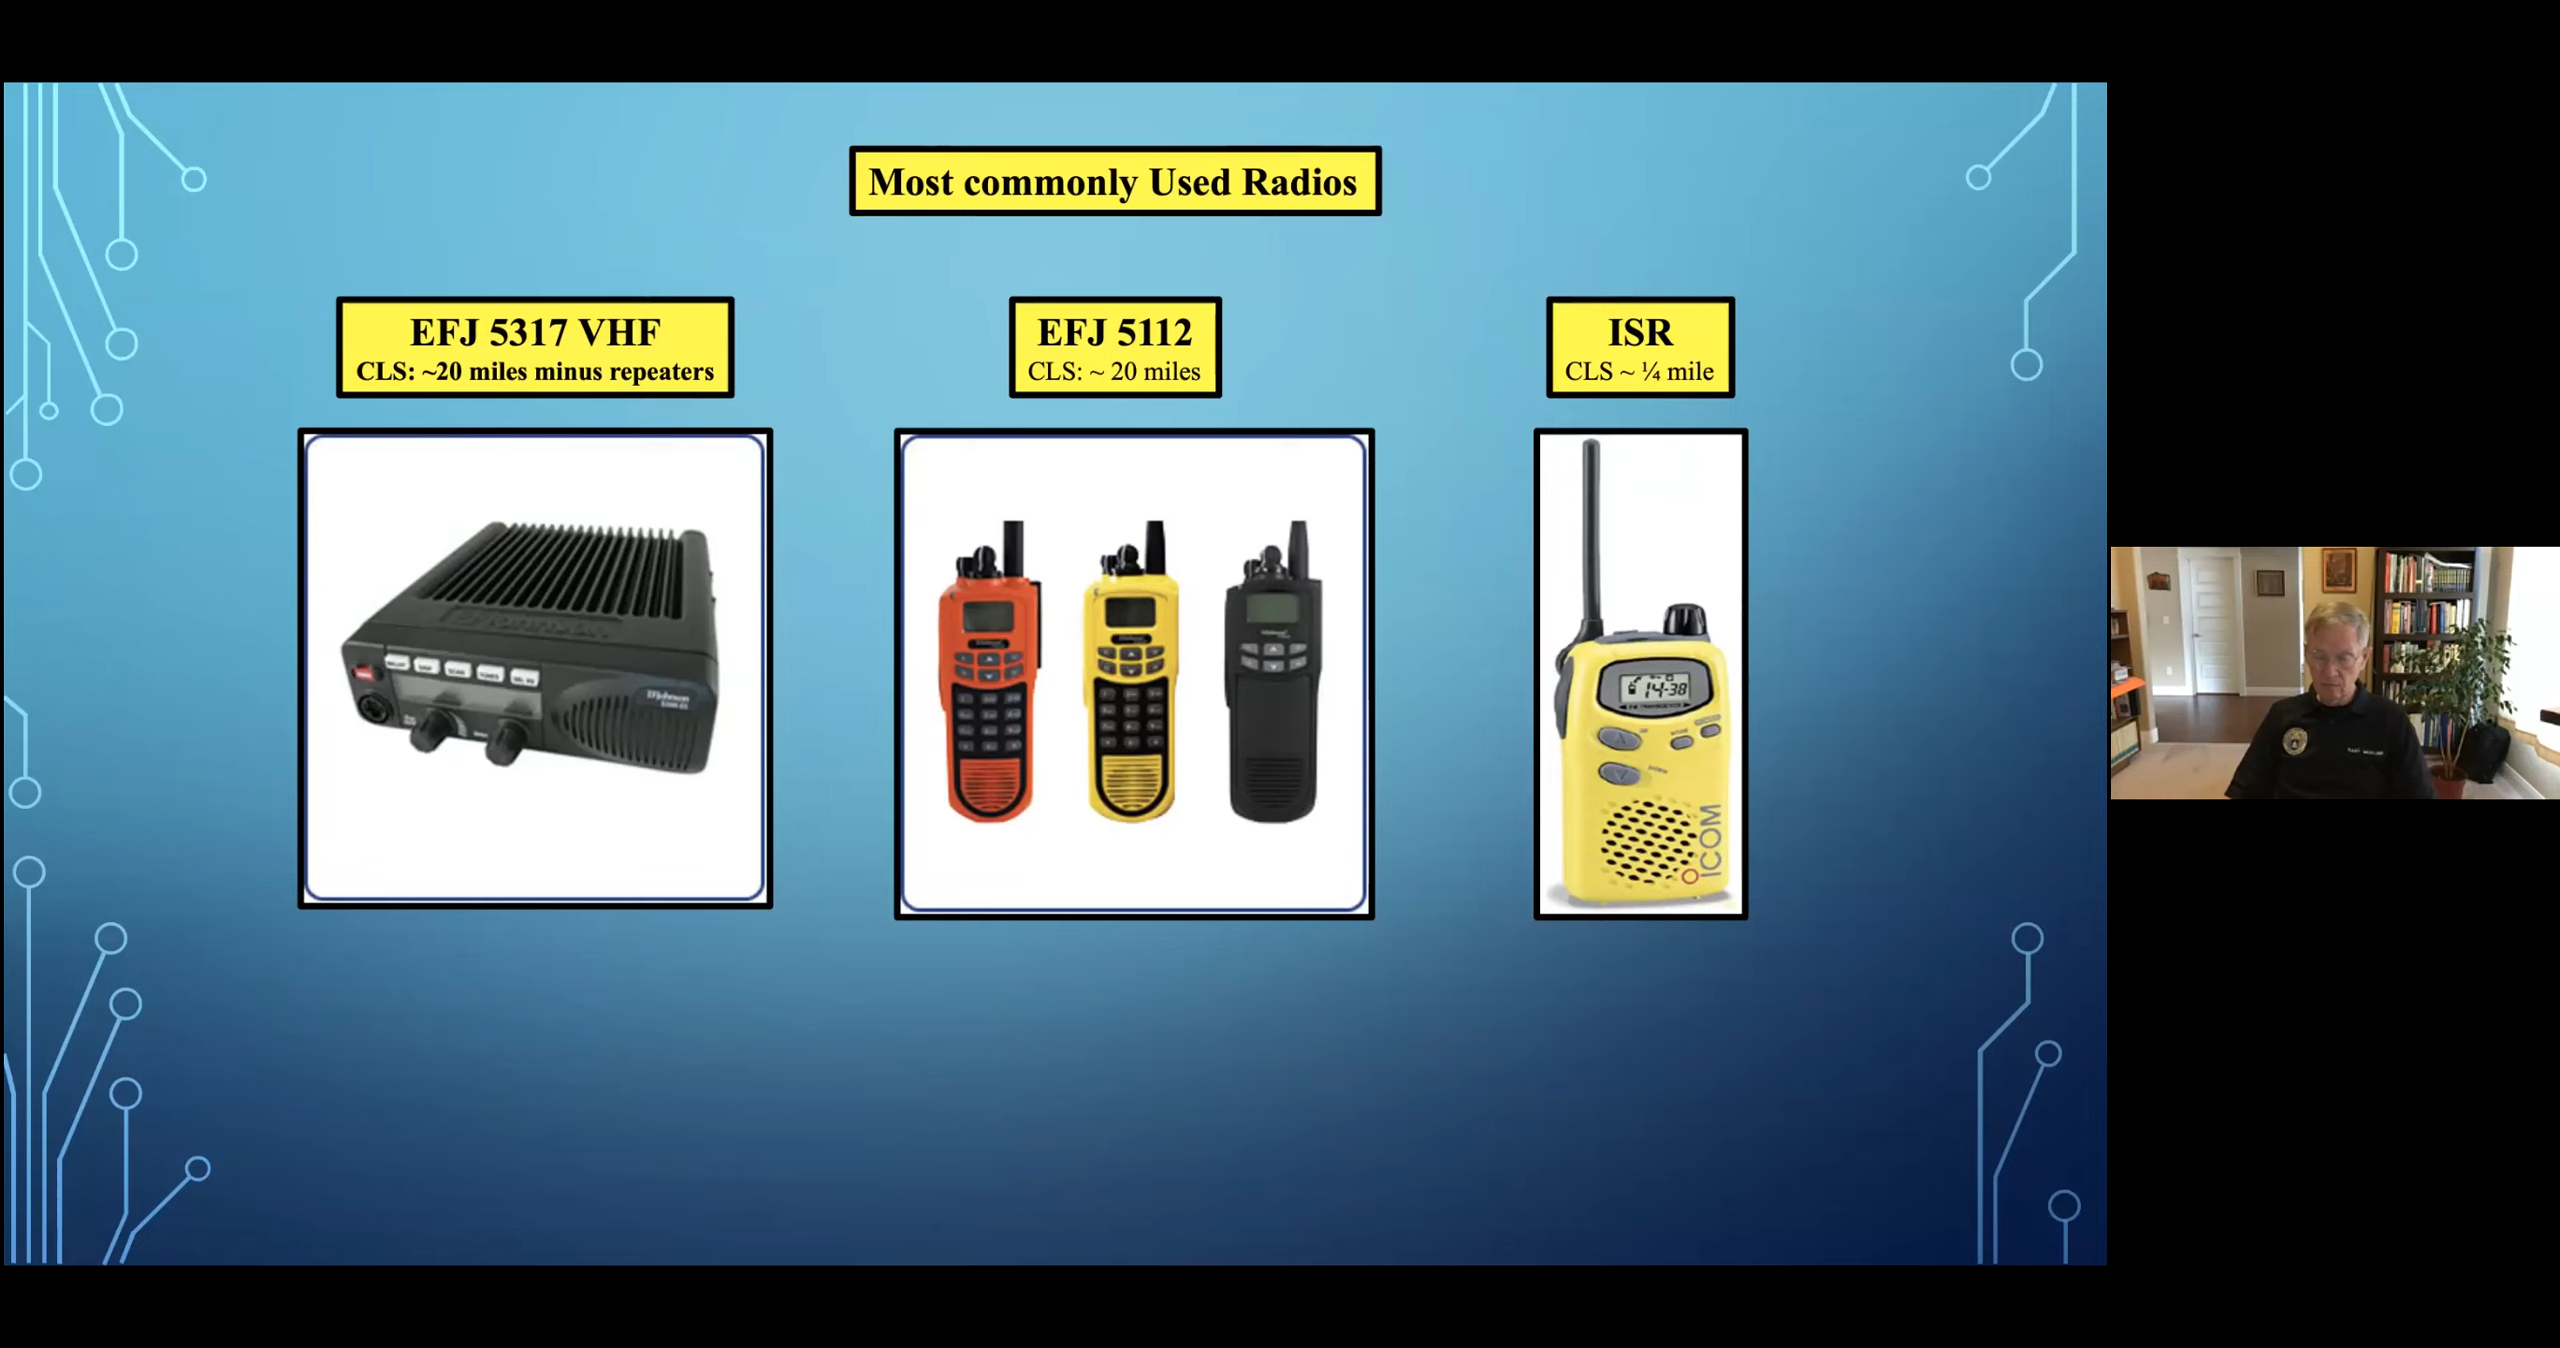 Most commonly Used Radios
EFJ 5317 VHF
CLS: ~20 miles minus repeaters
EFJ 5112
CLS: ~ 20 miles
ISR
CLS ~ ¼ mile
EFJohnson
14-38
ICOM